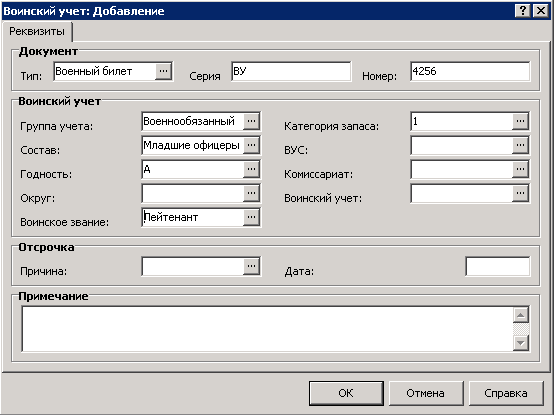 Воинский учет: Добавление
Реквизиты
Документ
Тип: Военный билет ... Серия ВУ Номер: 4256
Воинский учет
Группа учета: Военнообязанный ... Категория запаса: 1 ...
Состав: Младшие офицеры ... ВУС: ...
Годность: А ... Комиссариат: ...
Округ: ... Воинский учет: ...
Воинское звание: Лейтенант ...
Отсрочка
Причина: ... Дата:
Примечание
ОК Отмена Справка